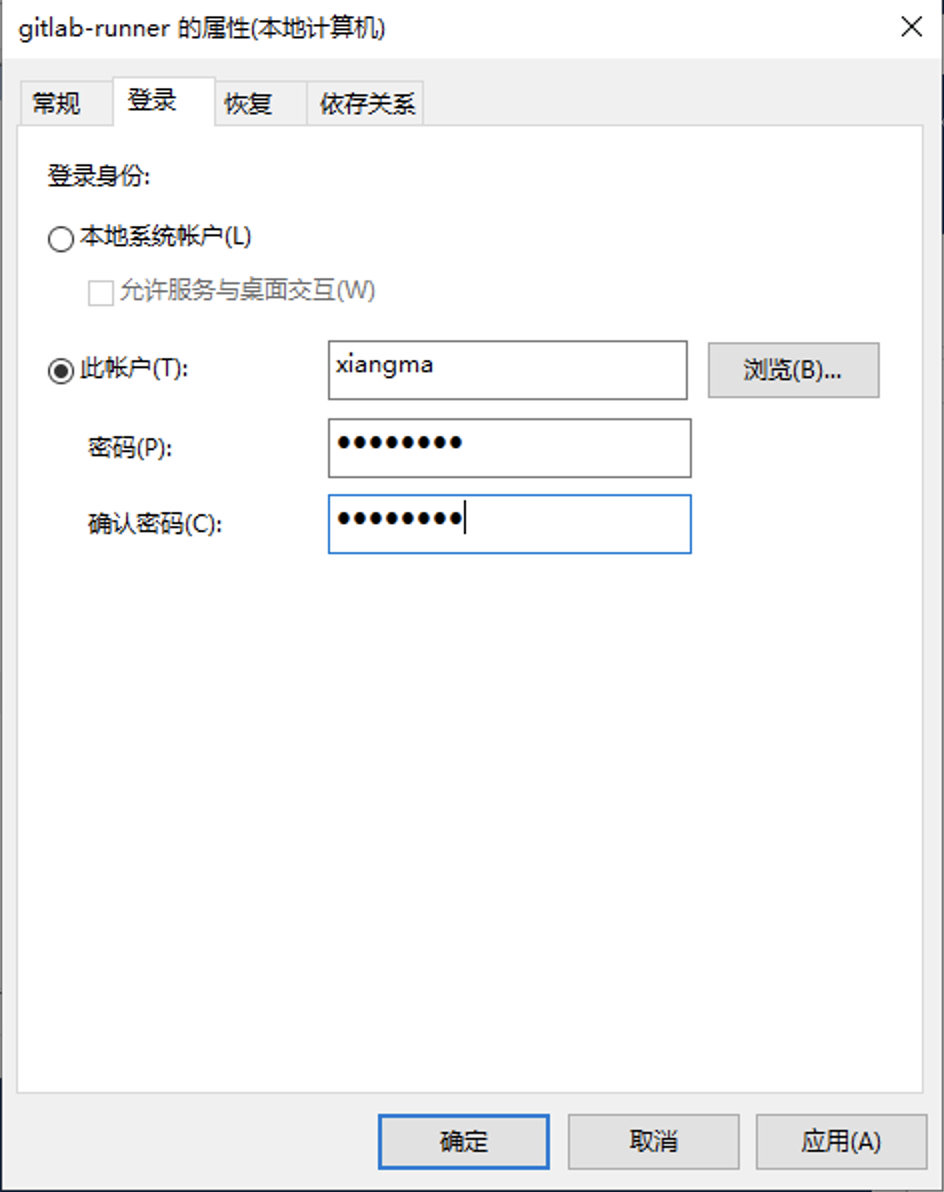 gitlab-runner 的属性(本地计算机)
常规 登录 恢复 依存关系
登录身份:
本地系统帐户(L)
允许服务与桌面交互(W)
此帐户(T): xiangma 浏览(B)...
密码(P): ●●●●●●●●
确认密码(C): ●●●●●●●●
确定 取消 应用(A)